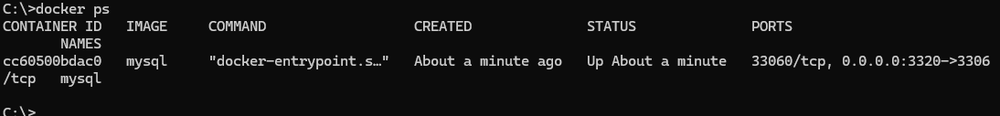 C:\>docker ps
CONTAINER ID   IMAGE     COMMAND                  CREATED              STATUS              PORTS
       NAMES
cc60500bdac0   mysql     "docker-entrypoint.s…"   About a minute ago   Up About a minute   33060/tcp, 0.0.0.0:3320->3306
/tcp   mysql
C:\>